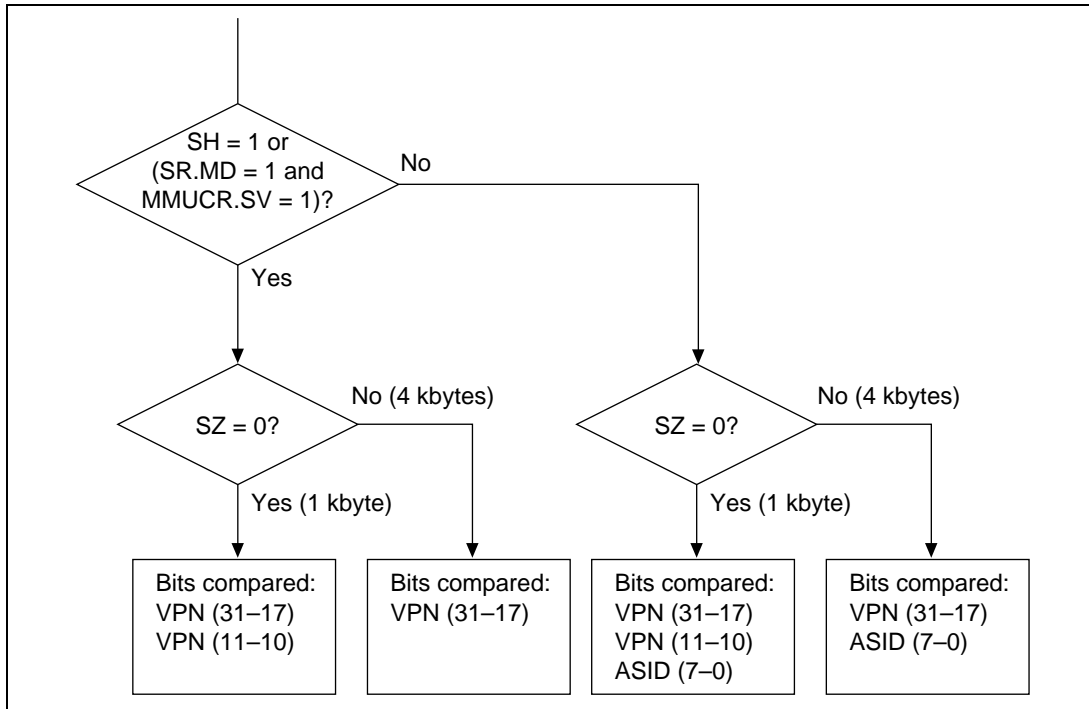 SH = 1 or
(SR.MD = 1 and
MMUCR.SV = 1)?
No
Yes
SZ = 0?
No (4 kbytes)
Yes (1 kbyte)
SZ = 0?
No (4 kbytes)
Yes (1 kbyte)
Bits compared:
VPN (31–17)
VPN (11–10)
Bits compared:
VPN (31–17)
Bits compared:
VPN (31–17)
VPN (11–10)
ASID (7–0)
Bits compared:
VPN (31–17)
ASID (7–0)